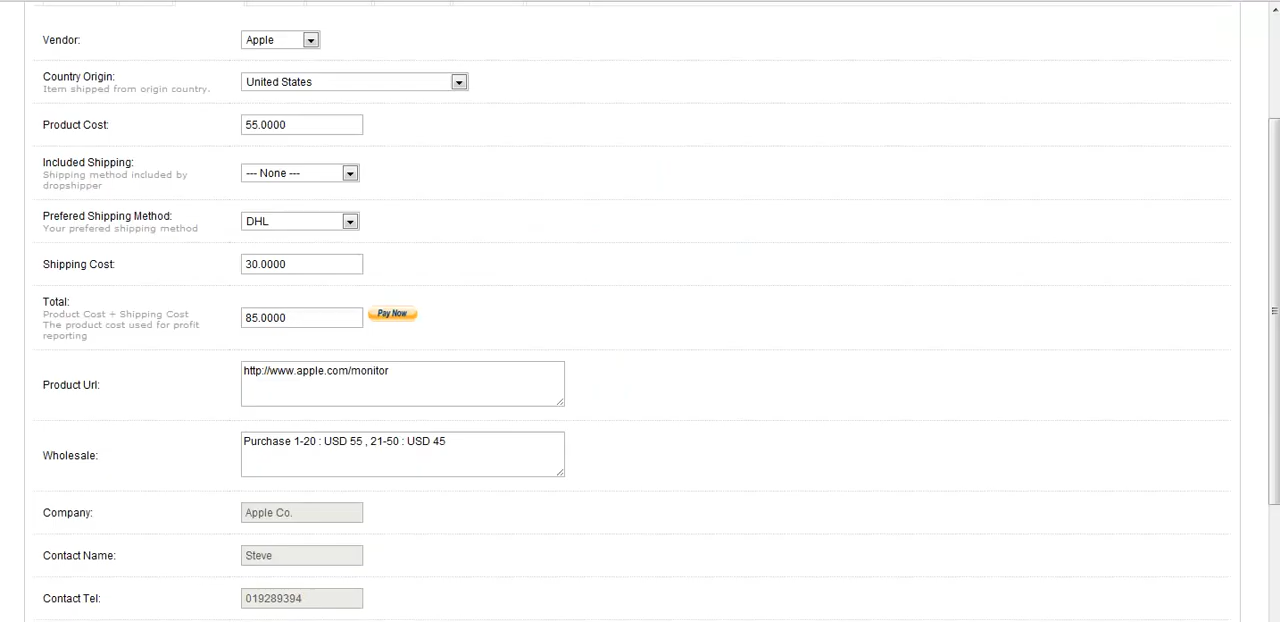 Vendor:
Apple
Country Origin:
Item shipped from origin country.
United States
Product Cost:
55.0000
Included Shipping:
Shipping method included by
dropshipper
--- None ---
Prefered Shipping Method:
Your prefered shipping method
DHL
Shipping Cost:
30.0000
Total:
Product Cost + Shipping Cost
The product cost used for profit
reporting
85.0000
Pay Now
Product Url:
http://www.apple.com/monitor
Wholesale:
Purchase 1-20 : USD 55 , 21-50 : USD 45
Company:
Apple Co.
Contact Name:
Steve
Contact Tel:
019289394